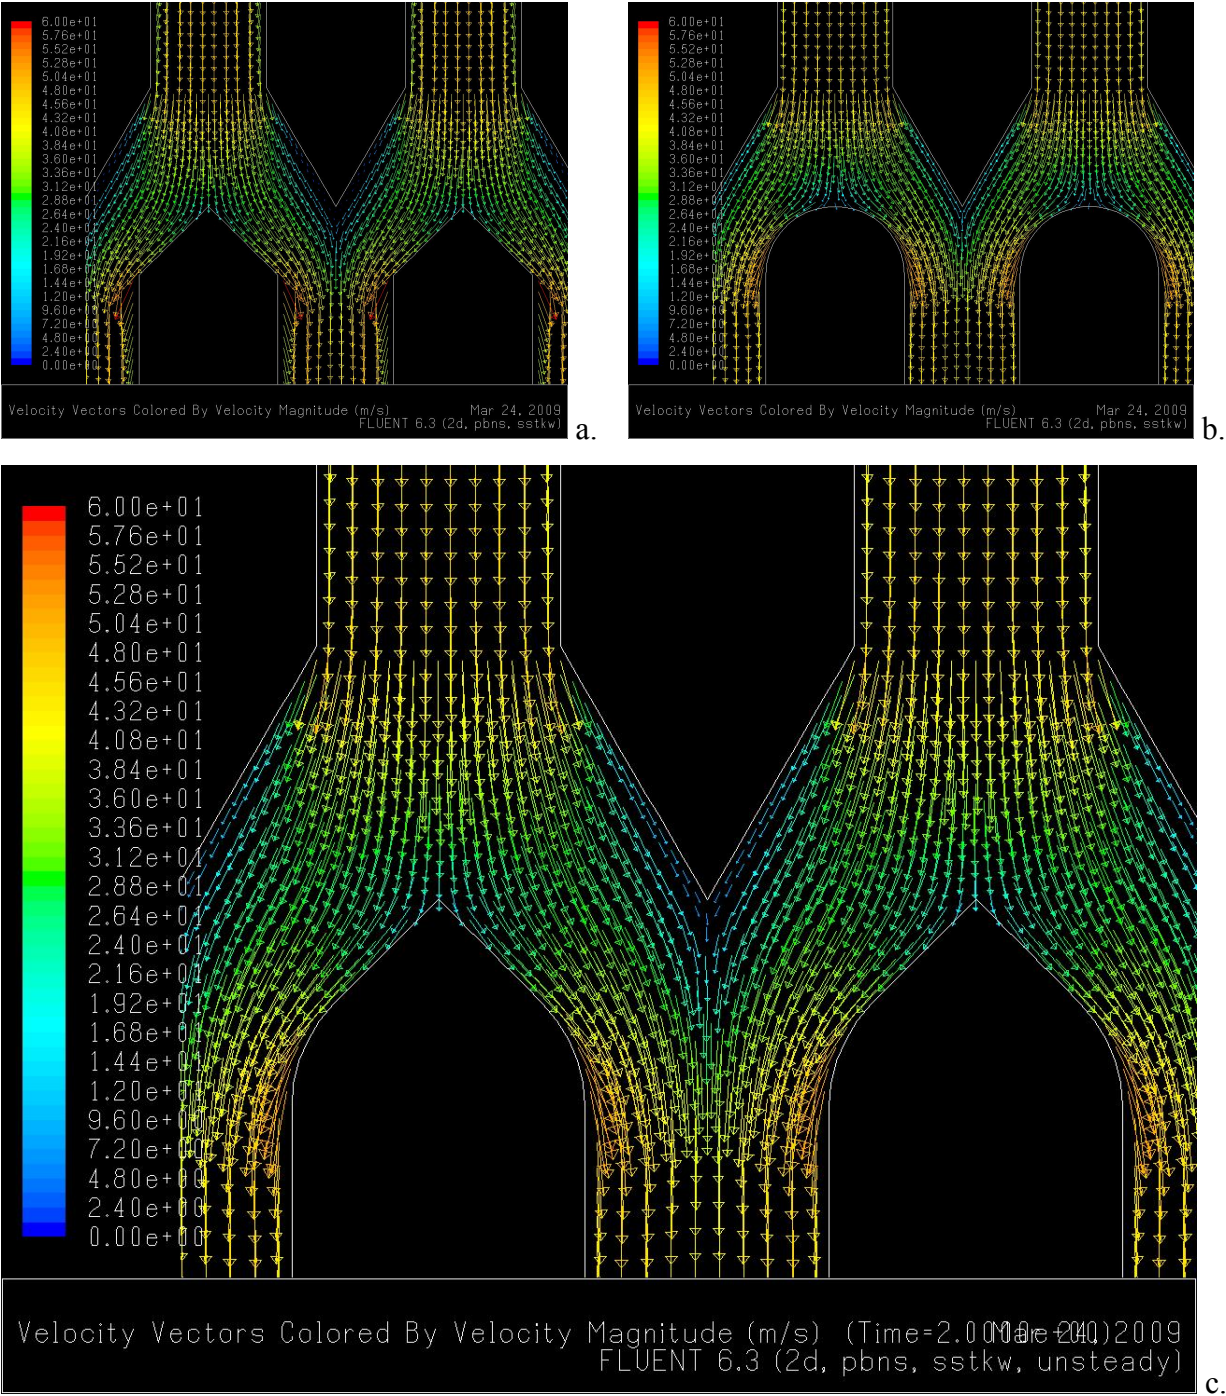 6.00e+01
5.76e+01
5.52e+01
5.28e+01
5.04e+01
4.80e+01
4.56e+01
4.32e+01
4.08e+01
3.84e+01
3.60e+01
3.36e+01
3.12e+01
2.88e+01
2.64e+01
2.40e+01
2.16e+01
1.92e+01
1.68e+01
1.44e+01
1.20e+01
9.60e+00
7.20e+00
4.80e+00
2.40e+00
0.00e+00
Velocity Vectors Colored By Velocity Magnitude (m/s) Mar 24, 2009
FLUENT 6.3 (2d, pbns, sstkw)
a.
6.00e+01
5.76e+01
5.52e+01
5.28e+01
5.04e+01
4.80e+01
4.56e+01
4.32e+01
4.08e+01
3.84e+01
3.60e+01
3.36e+01
3.12e+01
2.88e+01
2.64e+01
2.40e+01
2.16e+01
1.92e+01
1.68e+01
1.44e+01
1.20e+01
9.60e+00
7.20e+00
4.80e+00
2.40e+00
0.00e+00
Velocity Vectors Colored By Velocity Magnitude (m/s) Mar 24, 2009
FLUENT 6.3 (2d, pbns, sstkw)
b.
6.00e+01
5.76e+01
5.52e+01
5.28e+01
5.04e+01
4.80e+01
4.56e+01
4.32e+01
4.08e+01
3.84e+01
3.60e+01
3.36e+01
3.12e+01
2.88e+01
2.64e+01
2.40e+01
2.16e+01
1.92e+01
1.68e+01
1.44e+01
1.20e+01
9.60e+00
7.20e+00
4.80e+00
2.40e+00
0.00e+00
Velocity Vectors Colored By Velocity Magnitude (m/s) 2009
FLUENT 6.3 (2d, pbns, sstkw, unsteady)
c.